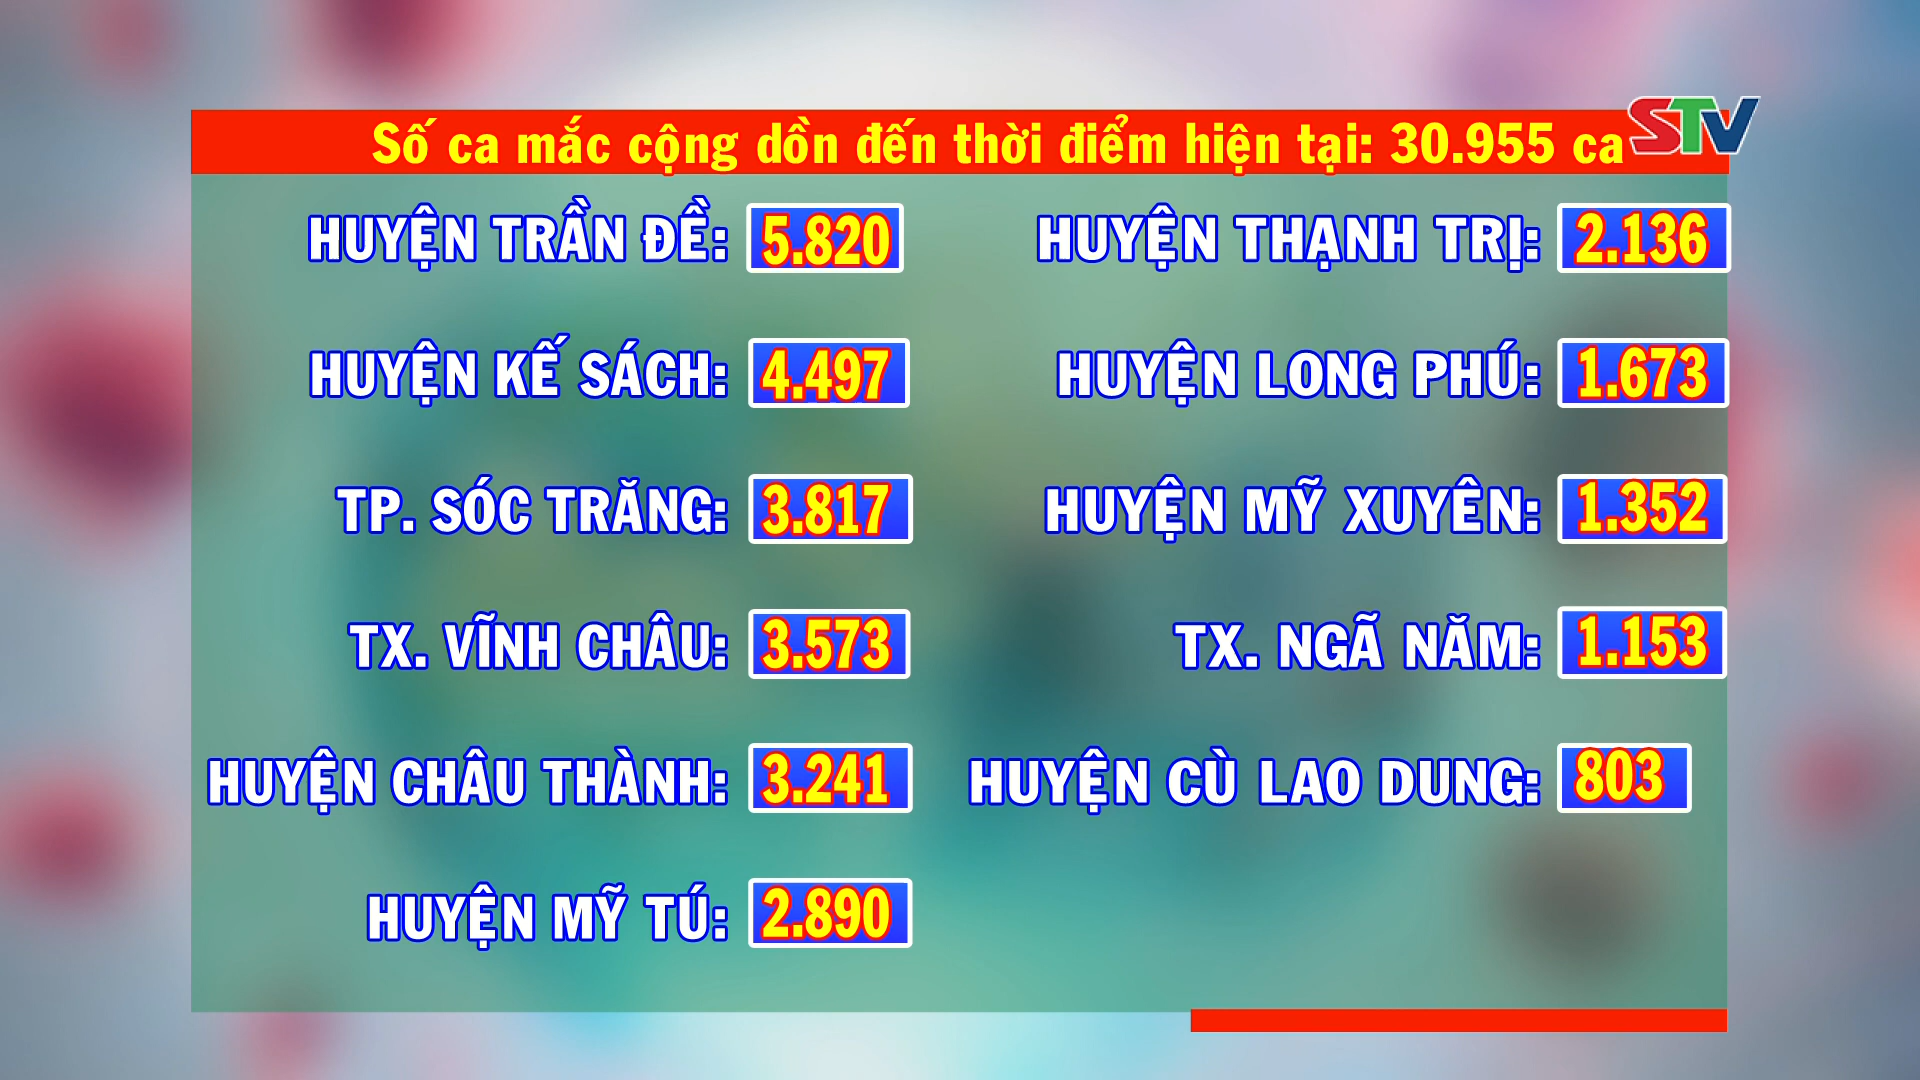 STV
Số ca mắc cộng dồn đến thời điểm hiện tại: 30.955 ca
HUYỆN TRẦN ĐỀ: 5.820
HUYỆN KẾ SÁCH: 4.497
TP. SÓC TRĂNG: 3.817
TX. VĨNH CHÂU: 3.573
HUYỆN CHÂU THÀNH: 3.241
HUYỆN MỸ TÚ: 2.890
HUYỆN THẠNH TRỊ: 2.136
HUYỆN LONG PHÚ: 1.673
HUYỆN MỸ XUYÊN: 1.352
TX. NGÃ NĂM: 1.153
HUYỆN CÙ LAO DUNG: 803